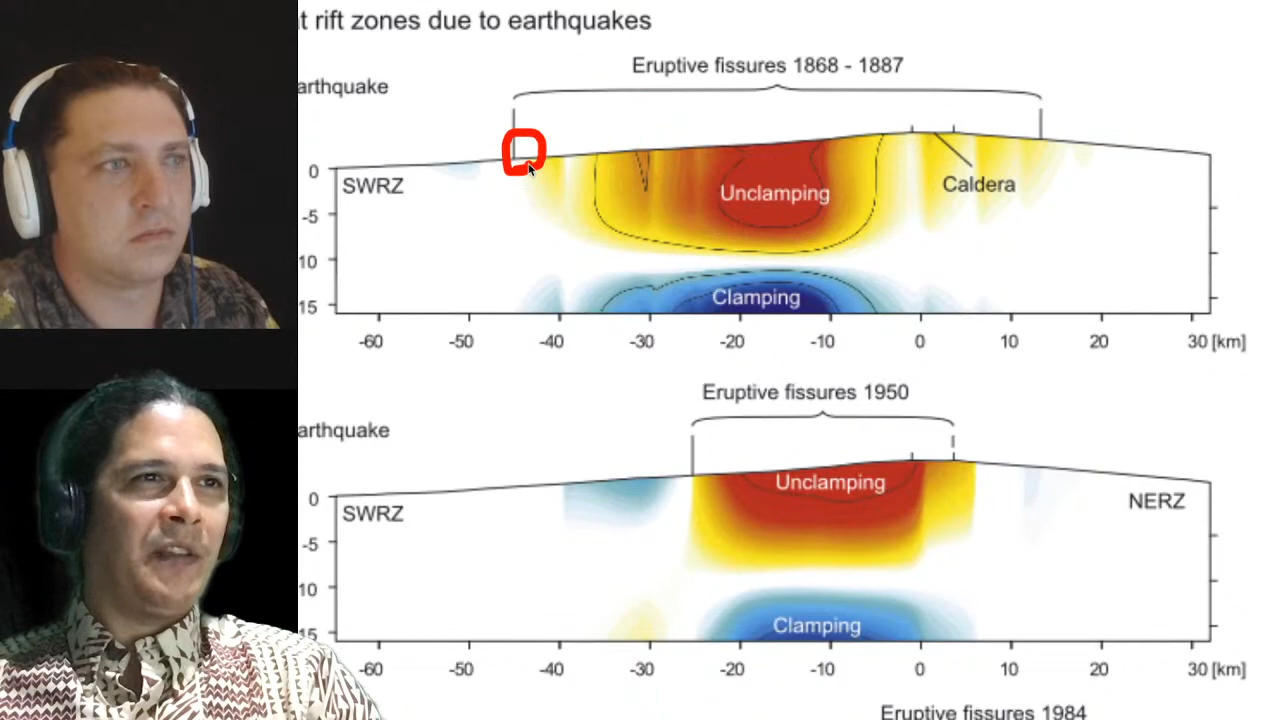 t rift zones due to earthquakes
Eruptive fissures 1868 - 1887
arthquake
0
SWRZ
Unclamping
Caldera
-5
10
Clamping
15
-60 -50 -40 -30 -20 -10 0 10 20 30 [km]
Eruptive fissures 1950
arthquake
Unclamping
0
SWRZ
NERZ
-5
10
Clamping
15
-60 -50 -40 -30 -20 -10 0 10 20 30 [km]
Eruptive fissures 1984